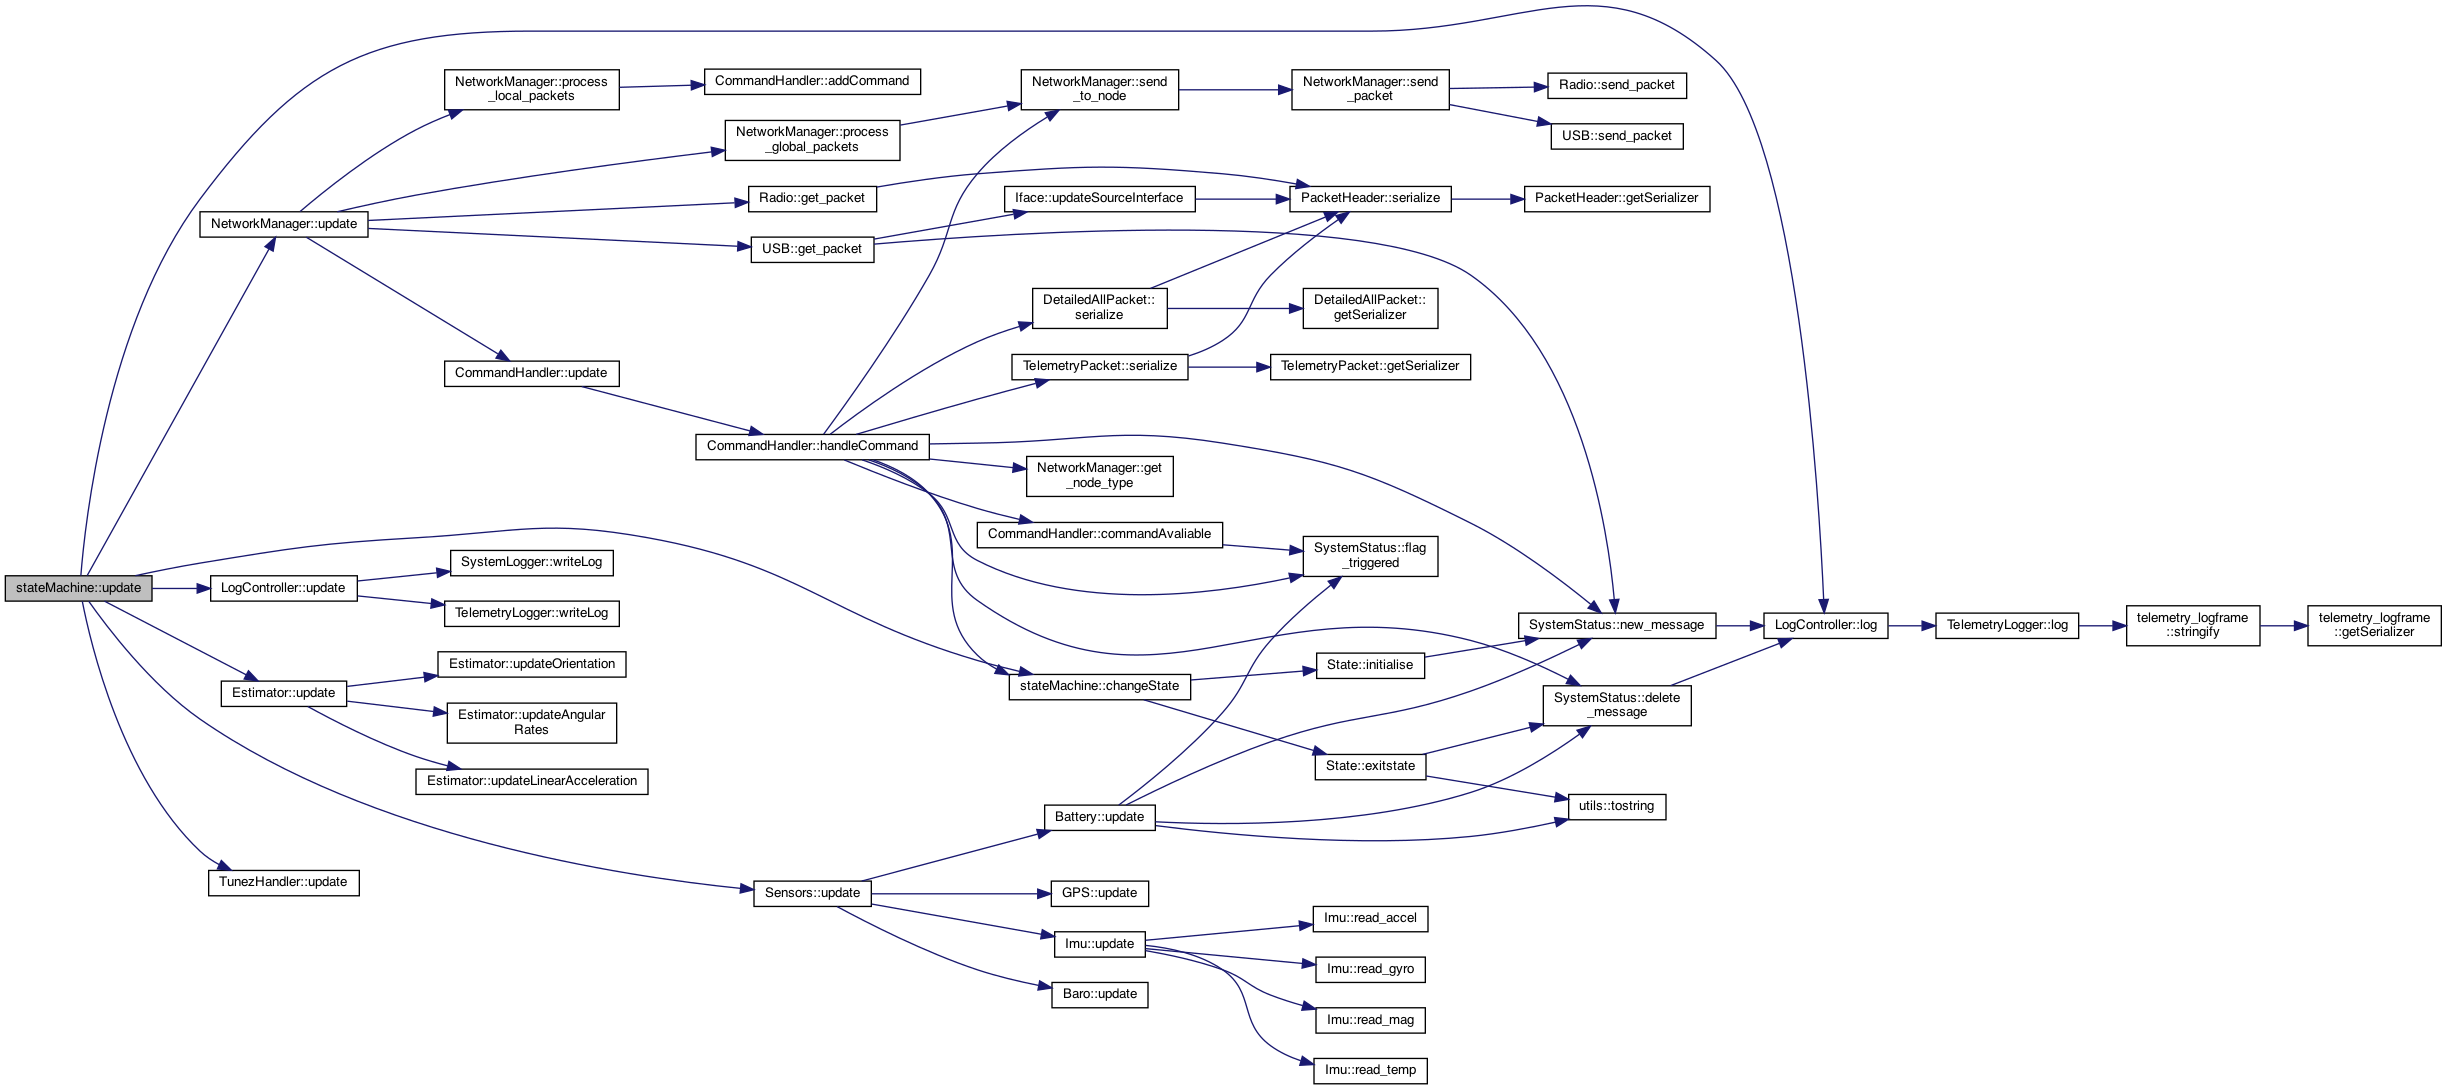 stateMachine::update
NetworkManager::update
LogController::update
Estimator::update
TunezHandler::update
NetworkManager::process
_local_packets
CommandHandler::update
SystemLogger::writeLog
TelemetryLogger::writeLog
Estimator::updateOrientation
Estimator::updateAngular
Rates
Estimator::updateLinearAcceleration
CommandHandler::addCommand
NetworkManager::process
_global_packets
Radio::get_packet
USB::get_packet
CommandHandler::handleCommand
Sensors::update
NetworkManager::send
_to_node
Iface::updateSourceInterface
DetailedAllPacket::
serialize
TelemetryPacket::serialize
NetworkManager::get
_node_type
CommandHandler::commandAvaliable
stateMachine::changeState
Battery::update
GPS::update
Imu::update
Baro::update
NetworkManager::send
_packet
PacketHeader::serialize
DetailedAllPacket::
getSerializer
TelemetryPacket::getSerializer
SystemStatus::flag
_triggered
State::initialise
State::exitstate
Imu::read_accel
Imu::read_gyro
Imu::read_mag
Imu::read_temp
Radio::send_packet
USB::send_packet
PacketHeader::getSerializer
SystemStatus::new_message
SystemStatus::delete
_message
utils::tostring
LogController::log
TelemetryLogger::log
telemetry_logframe
::stringify
telemetry_logframe
::getSerializer